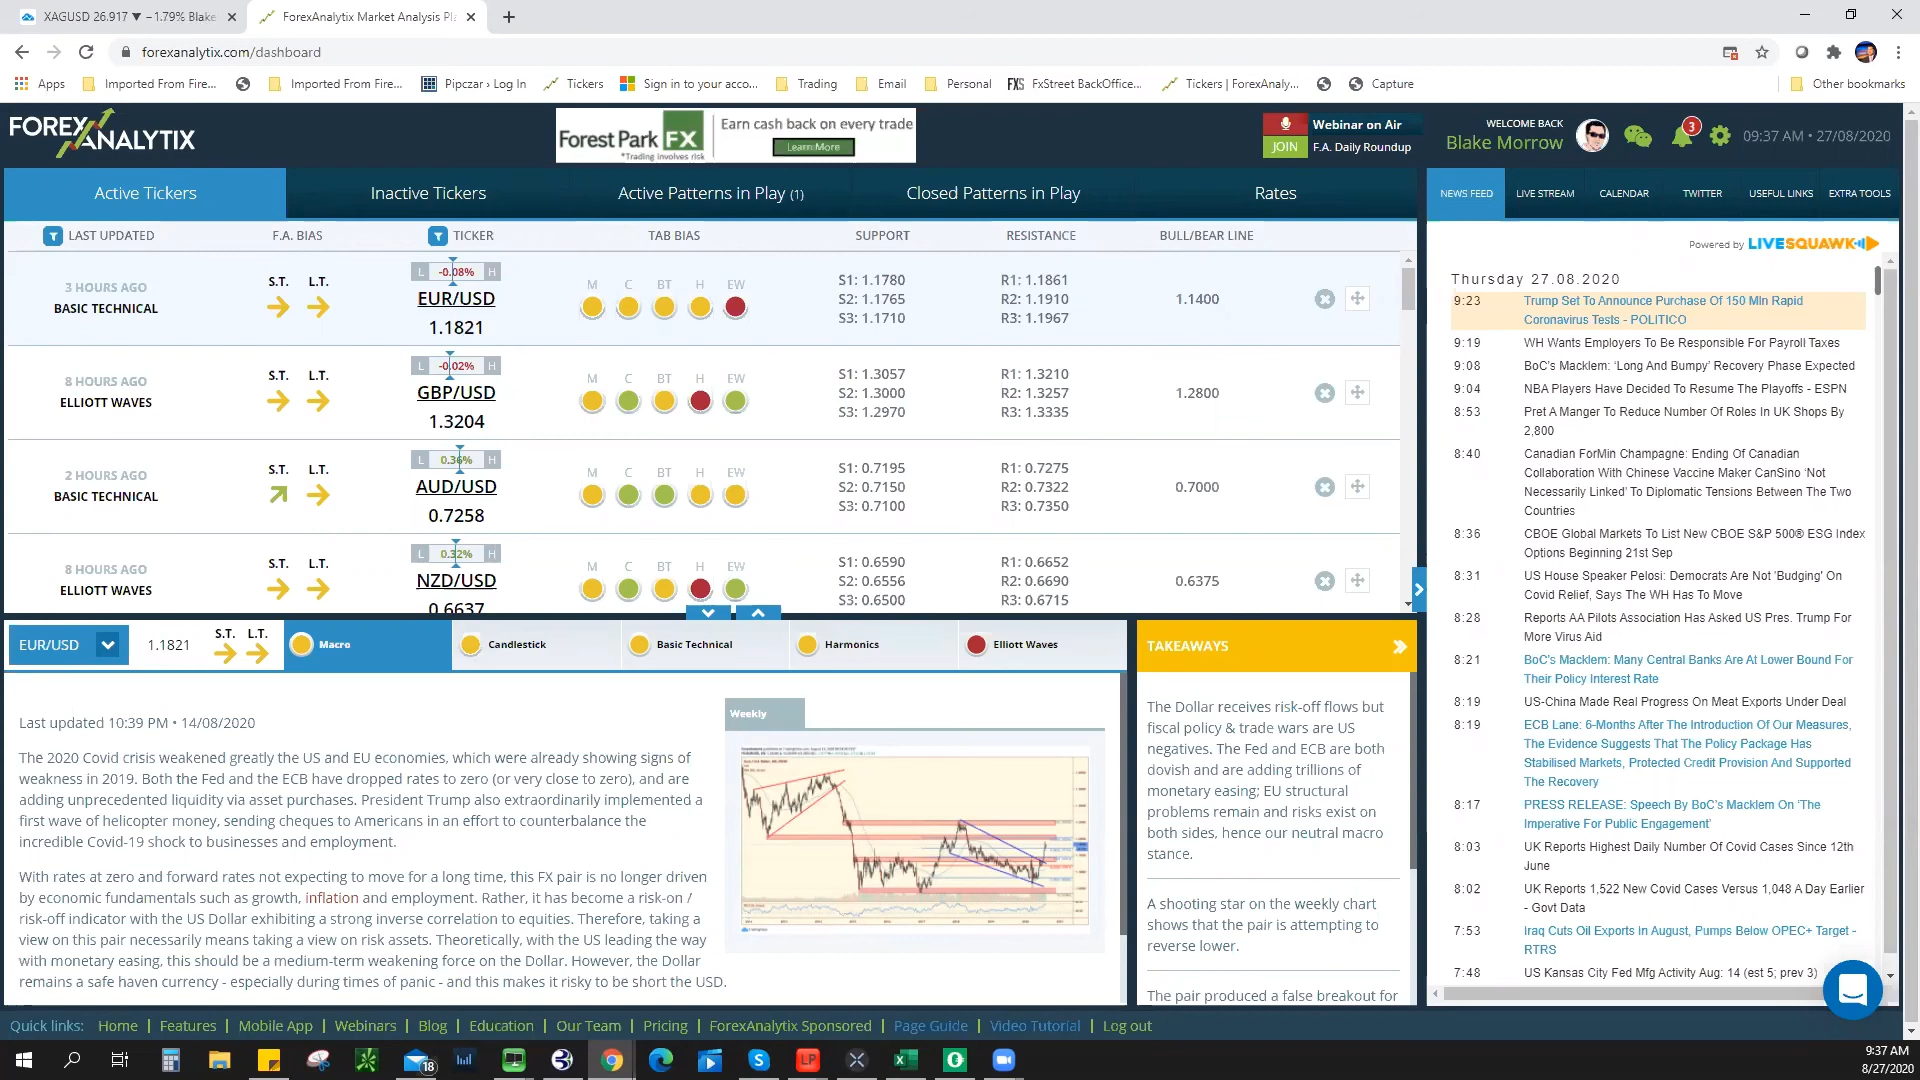 XAGUSD 26.917 ▼ −1.79% Blake
ForexAnalytix Market Analysis Pl
forexanalytix.com/dashboard
Apps
Imported From Fire...
Imported From Fire...
Pipczar › Log In
Tickers
Sign in to your acco...
Trading
Email
Personal
FXS FxStreet BackOffice...
Tickers | ForexAnaly...
Capture
Other bookmarks
FOREXANALYTIX
Forest Park FX
*Trading involves risk
Earn cash back on every trade
Learn More
Webinar on Air
JOIN F.A. Daily Roundup
WELCOME BACK
Blake Morrow
3
09:37 AM • 27/08/2020
Active Tickers
Inactive Tickers
Active Patterns in Play (1)
Closed Patterns in Play
Rates
LAST UPDATED F.A. BIAS TICKER TAB BIAS SUPPORT RESISTANCE BULL/BEAR LINE
3 HOURS AGO
BASIC TECHNICAL
S.T. L.T.
L -0.08% H
EUR/USD
1.1821
M C BT H EW
S1: 1.1780
S2: 1.1765
S3: 1.1710
R1: 1.1861
R2: 1.1910
R3: 1.1967
1.1400
8 HOURS AGO
ELLIOTT WAVES
S.T. L.T.
L -0.02% H
GBP/USD
1.3204
M C BT H EW
S1: 1.3057
S2: 1.3000
S3: 1.2970
R1: 1.3210
R2: 1.3257
R3: 1.3335
1.2800
2 HOURS AGO
BASIC TECHNICAL
S.T. L.T.
L 0.36% H
AUD/USD
0.7258
M C BT H EW
S1: 0.7195
S2: 0.7150
S3: 0.7100
R1: 0.7275
R2: 0.7322
R3: 0.7350
0.7000
8 HOURS AGO
ELLIOTT WAVES
S.T. L.T.
L 0.32% H
NZD/USD
0.6637
M C BT H EW
S1: 0.6590
S2: 0.6556
S3: 0.6500
R1: 0.6652
R2: 0.6690
R3: 0.6715
0.6375
EUR/USD
1.1821
S.T. L.T.
Macro
Candlestick
Basic Technical
Harmonics
Elliott Waves
Last updated 10:39 PM • 14/08/2020
The 2020 Covid crisis weakened greatly the US and EU economies, which were already showing signs of
weakness in 2019. Both the Fed and the ECB have dropped rates to zero (or very close to zero), and are
adding unprecedented liquidity via asset purchases. President Trump also extraordinarily implemented a
first wave of helicopter money, sending cheques to Americans in an effort to counterbalance the
incredible Covid-19 shock to businesses and employment.
With rates at zero and forward rates not expecting to move for a long time, this FX pair is no longer driven
by economic fundamentals such as growth, inflation and employment. Rather, it has become a risk-on /
risk-off indicator with the US Dollar exhibiting a strong inverse correlation to equities. Therefore, taking a
view on this pair necessarily means taking a view on risk assets. Theoretically, with the US leading the way
with monetary easing, this should be a medium-term weakening force on the Dollar. However, the Dollar
remains a safe haven currency - especially during times of panic - and this makes it risky to be short the USD.
Weekly
TAKEAWAYS
The Dollar receives risk-off flows but
fiscal policy & trade wars are US
negatives. The Fed and ECB are both
dovish and are adding trillions of
monetary easing; EU structural
problems remain and risks exist on
both sides, hence our neutral macro
stance.
A shooting star on the weekly chart
shows that the pair is attempting to
reverse lower.
The pair produced a false breakout for
NEWS FEED
LIVE STREAM
CALENDAR
TWITTER
USEFUL LINKS
EXTRA TOOLS
Powered by LIVESQUAWK
Thursday 27.08.2020
9:23 Trump Set To Announce Purchase Of 150 Mln Rapid
Coronavirus Tests - POLITICO
9:19 WH Wants Employers To Be Responsible For Payroll Taxes
9:08 BoC's Macklem: 'Long And Bumpy' Recovery Phase Expected
9:04 NBA Players Have Decided To Resume The Playoffs - ESPN
8:53 Pret A Manger To Reduce Number Of Roles In UK Shops By
2,800
8:40 Canadian ForMin Champagne: Ending Of Canadian
Collaboration With Chinese Vaccine Maker CanSino 'Not
Necessarily Linked' To Diplomatic Tensions Between The Two
Countries
8:36 CBOE Global Markets To List New CBOE S&P 500® ESG Index
Options Beginning 21st Sep
8:31 US House Speaker Pelosi: Democrats Are Not 'Budging' On
Covid Relief, Says The WH Has To Move
8:28 Reports AA Pilots Association Has Asked US Pres. Trump For
More Virus Aid
8:21 BoC's Macklem: Many Central Banks Are At Lower Bound For
Their Policy Interest Rate
8:19 US-China Made Real Progress On Meat Exports Under Deal
8:19 ECB Lane: 6-Months After The Introduction Of Our Measures,
The Evidence Suggests That The Policy Package Has
Stabilised Markets, Protected Credit Provision And Supported
The Recovery
8:17 PRESS RELEASE: Speech By BoC's Macklem On 'The
Imperative For Public Engagement'
8:03 UK Reports Highest Daily Number Of Covid Cases Since 12th
June
8:02 UK Reports 1,522 New Covid Cases Versus 1,048 A Day Earlier
- Govt Data
7:53 Iraq Cuts Oil Exports In August, Pumps Below OPEC+ Target -
RTRS
7:48 US Kansas City Fed Mfg Activity Aug: 14 (est 5; prev 3)
Quick links: Home | Features | Mobile App | Webinars | Blog | Education | Our Team | Pricing | ForexAnalytix Sponsored | Page Guide | Video Tutorial | Log out
18
LP
9:37 AM
8/27/2020